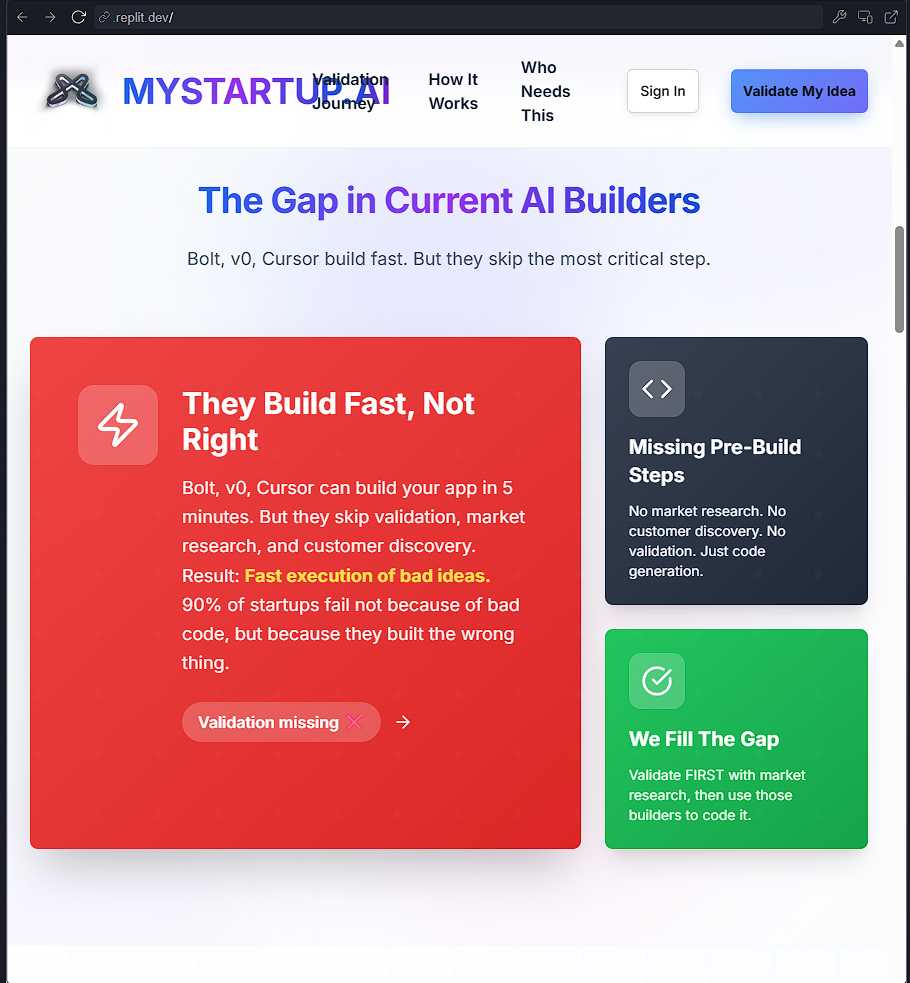 .replit.dev/
MYSTARTUP.AI
Validation
Journey
How It
Works
Who
Needs
This
Sign In
Validate My Idea
The Gap in Current AI Builders
Bolt, v0, Cursor build fast. But they skip the most critical step.
They Build Fast, Not
Right
Bolt, v0, Cursor can build your app in 5
minutes. But they skip validation, market
research, and customer discovery.
Result: Fast execution of bad ideas.
90% of startups fail not because of bad
code, but because they built the wrong
thing.
Validation missing ❌ →
Missing Pre-Build
Steps
No market research. No
customer discovery. No
validation. Just code
generation.
We Fill The Gap
Validate FIRST with market
research, then use those
builders to code it.